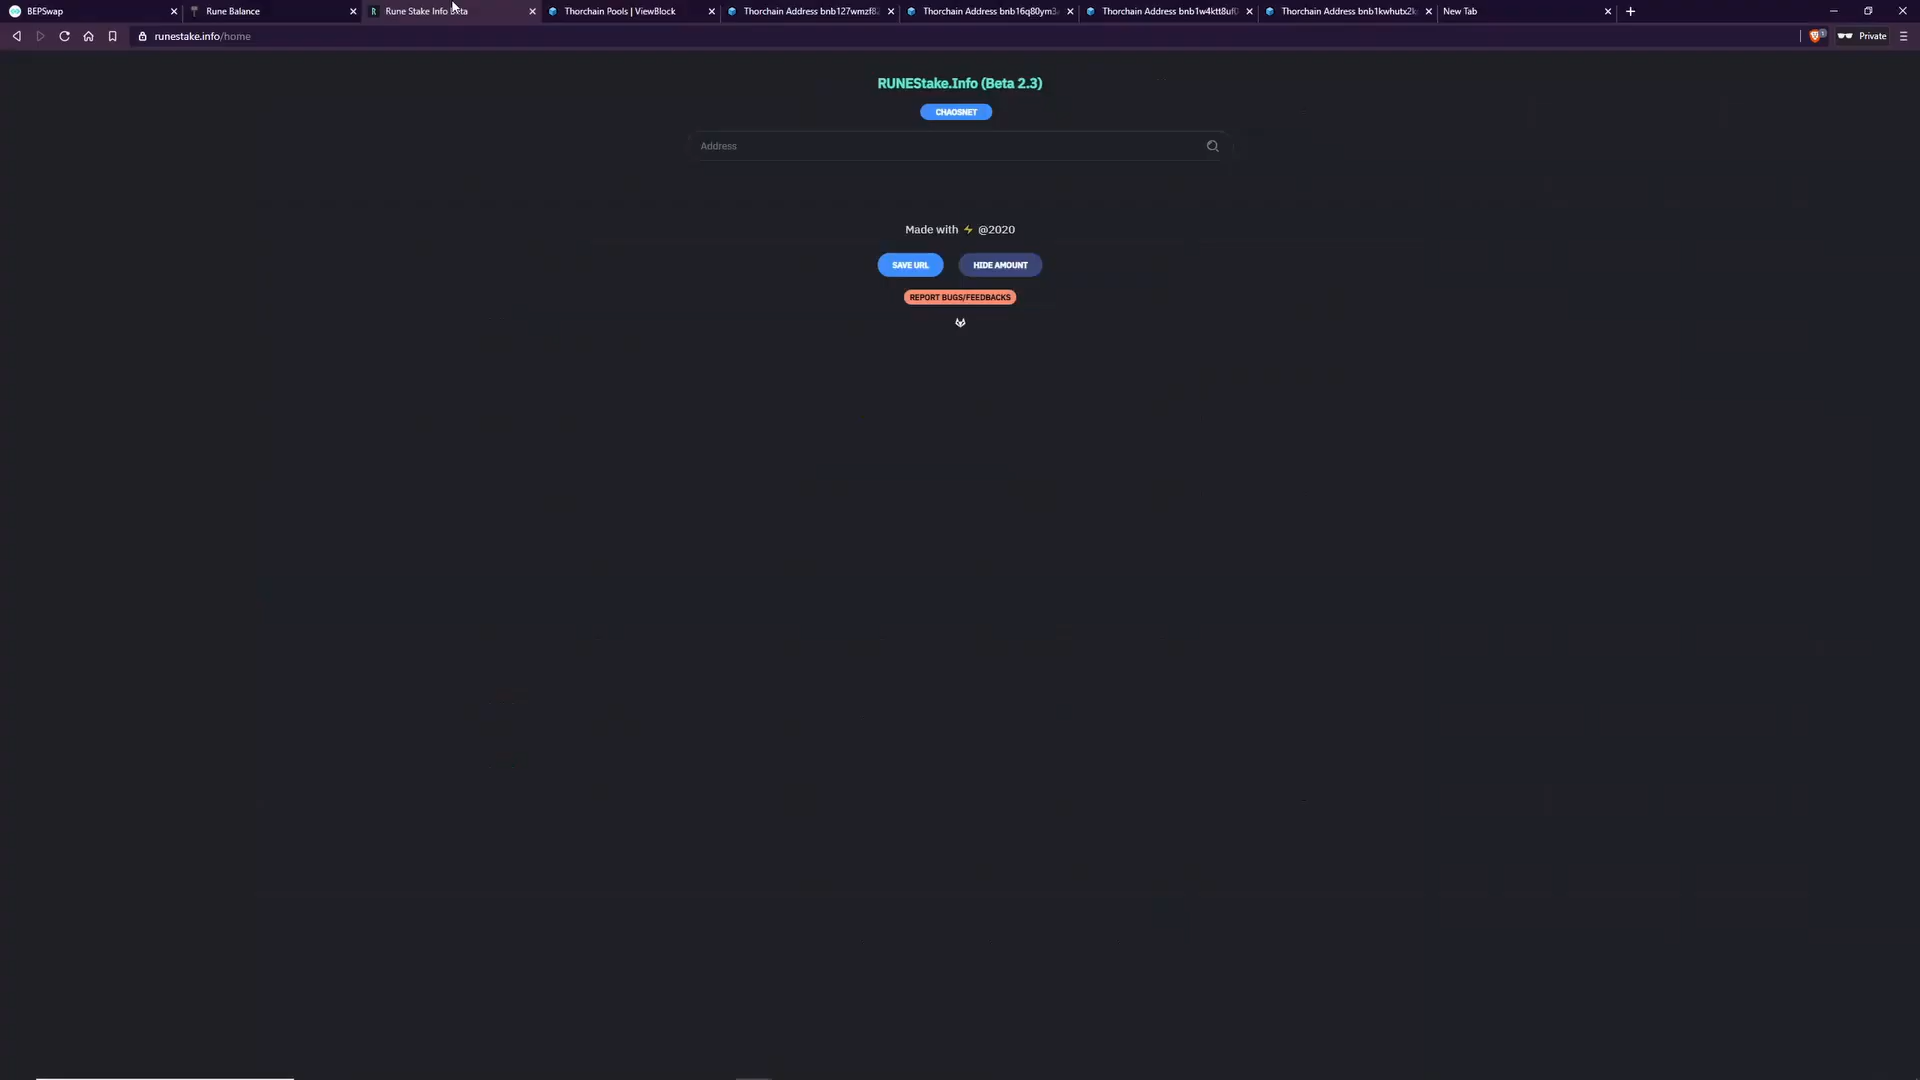 BEPSwap
Rune Balance
Rune Stake Info Beta
Thorchain Pools | ViewBlock
Thorchain Address bnb127wmzf8
Thorchain Address bnb16q80ym3
Thorchain Address bnb1w4ktt8uf
Thorchain Address bnb1kwhutx2k
New Tab
runestake.info/home
1
Private
RUNEStake.Info (Beta 2.3)
CHAOSNET
Address
Made with ⚡ @2020
SAVE URL
HIDE AMOUNT
REPORT BUGS/FEEDBACKS